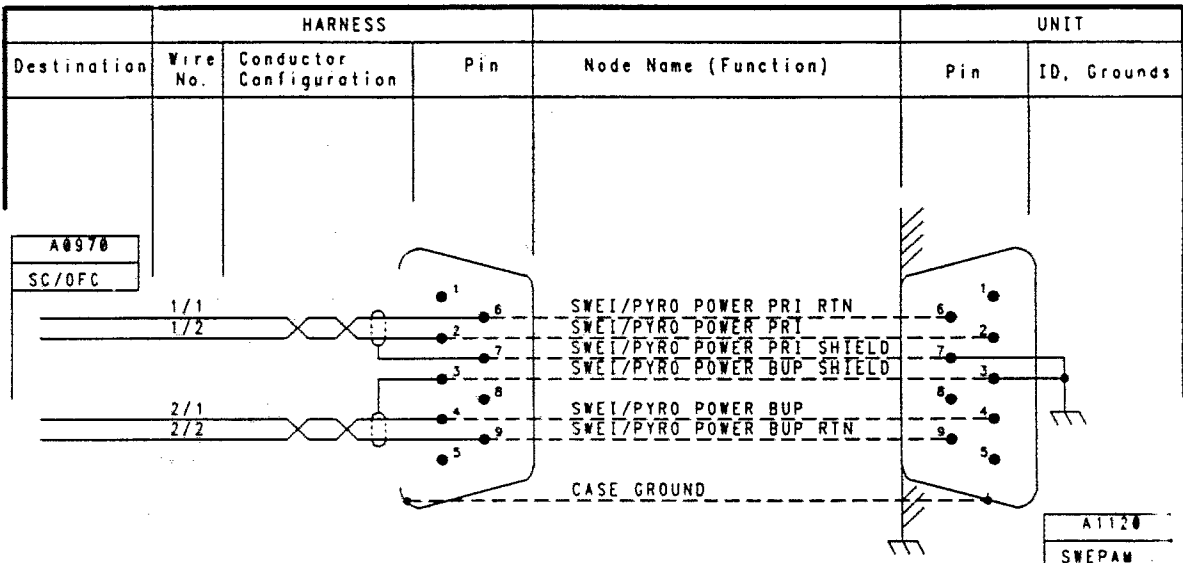 HARNESS UNIT
Destination Wire No. Conductor Configuration Pin Node Name (Function) Pin ID, Grounds
A0970
SC/OFC
1 1
1/1 6 SWEI/PYRO POWER PRI RTN 6
1/2 2 SWEI/PYRO POWER PRI 2
7 SWEI/PYRO POWER PRI SHIELD 7
3 SWEI/PYRO POWER BUP SHIELD 3
8 8
2/1 4 SWEI/PYRO POWER BUP 4
2/2 9 SWEI/PYRO POWER BUP RTN 9
5 5
CASE GROUND
A1120
SWEPAM